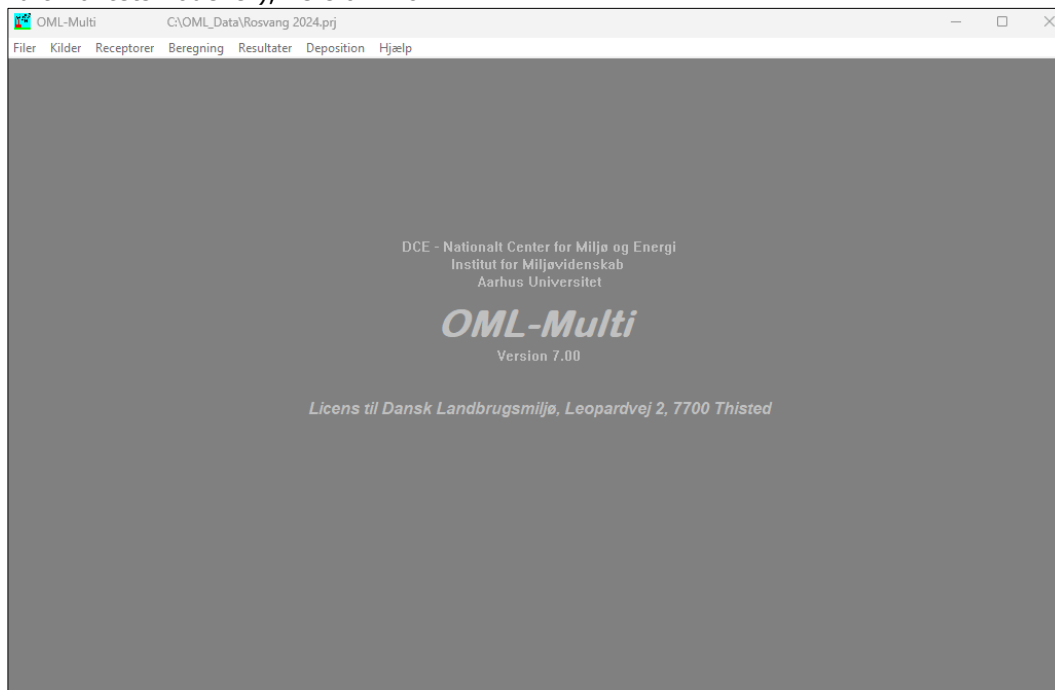 OML-Multi C:\OML_Data\Rosvang 2024.prj
Filer Kilder Receptorer Beregning Resultater Deposition Hjælp
DCE - Nationalt Center for Miljø og Energi
Institut for Miljøvidenskab
Aarhus Universitet
OML-Multi
Version 7.00
Licens til Dansk Landbrugsmiljø, Leopardvej 2, 7700 Thisted